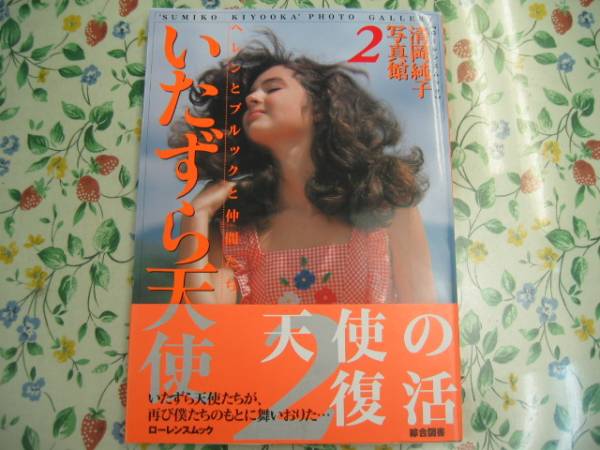 'SUMIKO KIYOOKA' PHOTO GALLERY
清岡純子
写真館
2
ヘレンとブルックと仲間たち
いたずら天使
2
天使の
復活
いたずら天使たちが、
再び僕たちのもとに舞いおりた…
ローレンスムック
綜合図書